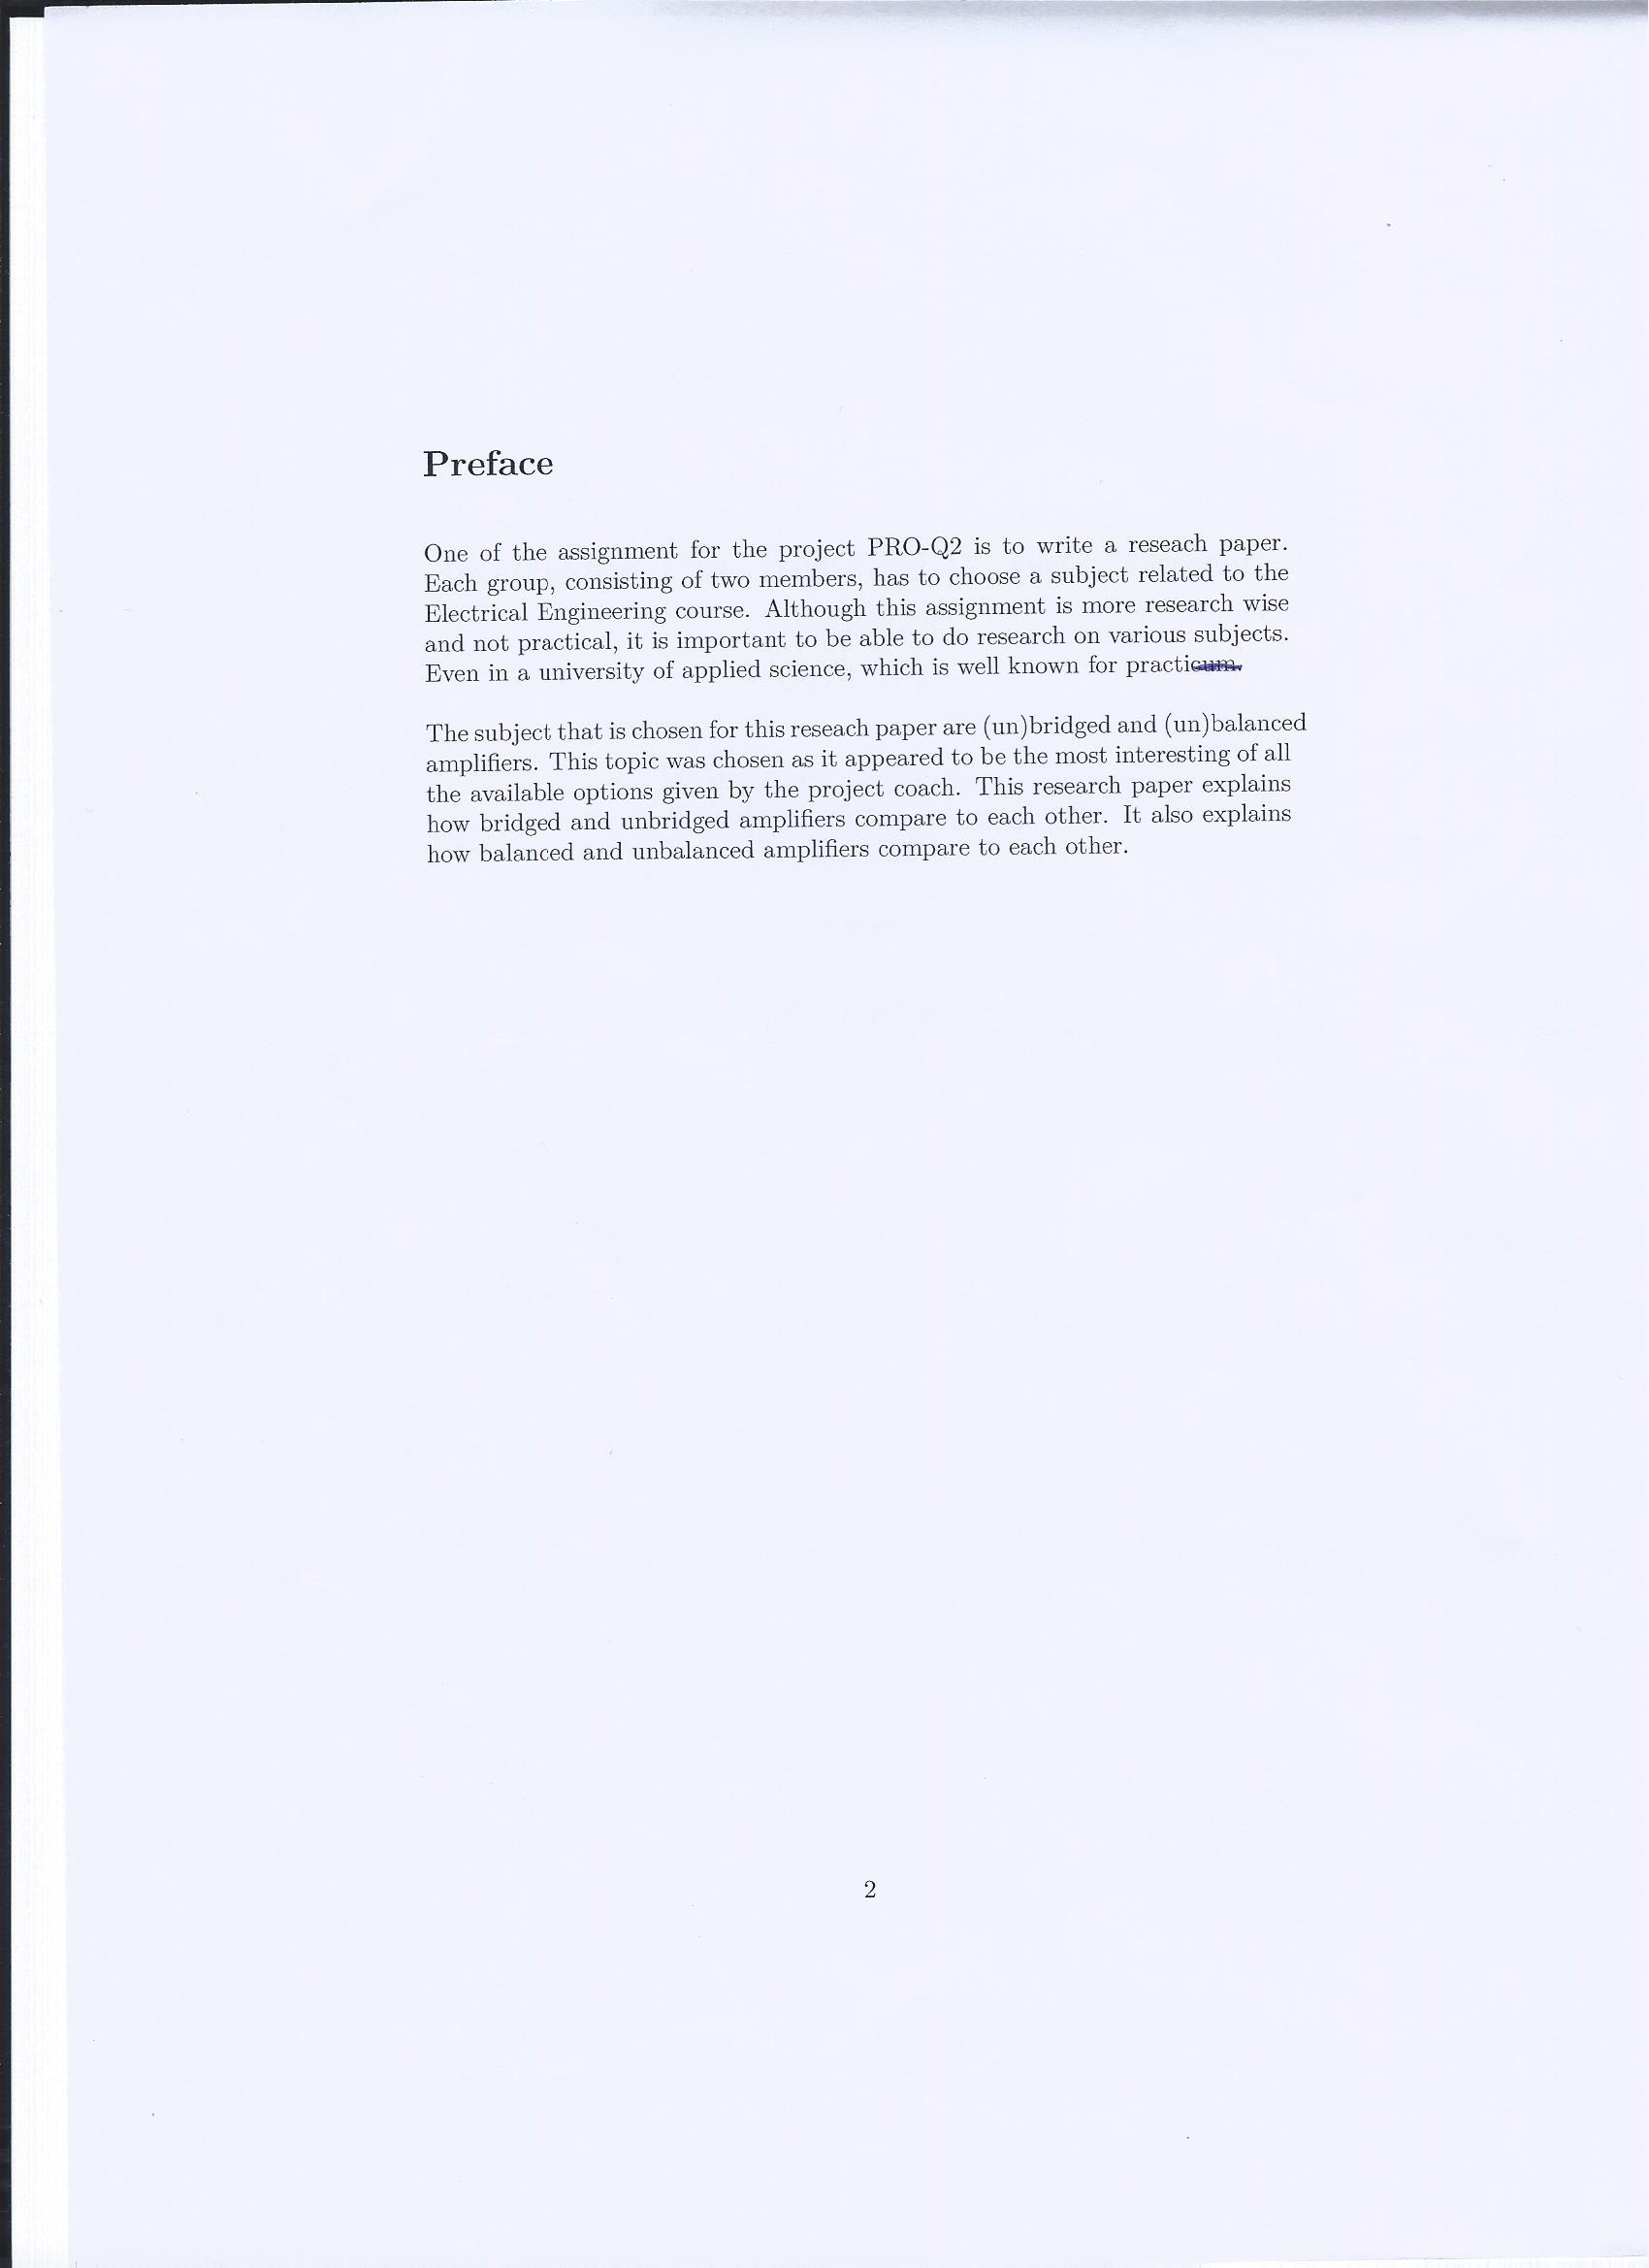 Preface
One of the assignment for the project PRO-Q2 is to write a reseach paper.
Each group, consisting of two members, has to choose a subject related to the
Electrical Engineering course. Although this assignment is more research wise
and not practical, it is important to be able to do research on various subjects.
Even in a university of applied science, which is well known for practicum.
The subject that is chosen for this reseach paper are (un)bridged and (un)balanced
amplifiers. This topic was chosen as it appeared to be the most interesting of all
the available options given by the project coach. This research paper explains
how bridged and unbridged amplifiers compare to each other. It also explains
how balanced and unbalanced amplifiers compare to each other.
2